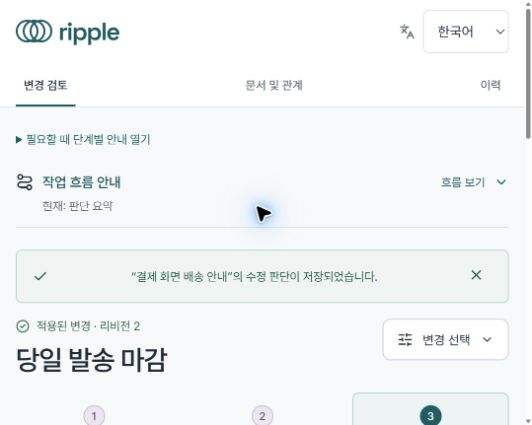 ripple
한국어
변경 검토
문서 및 관계
이력
▶ 필요할 때 단계별 안내 열기
작업 흐름 안내
흐름 보기
현재: 판단 요약
“결제 화면 배송 안내”의 수정 판단이 저장되었습니다.
적용된 변경 · 리비전 2
변경 선택
당일 발송 마감
1
2
3